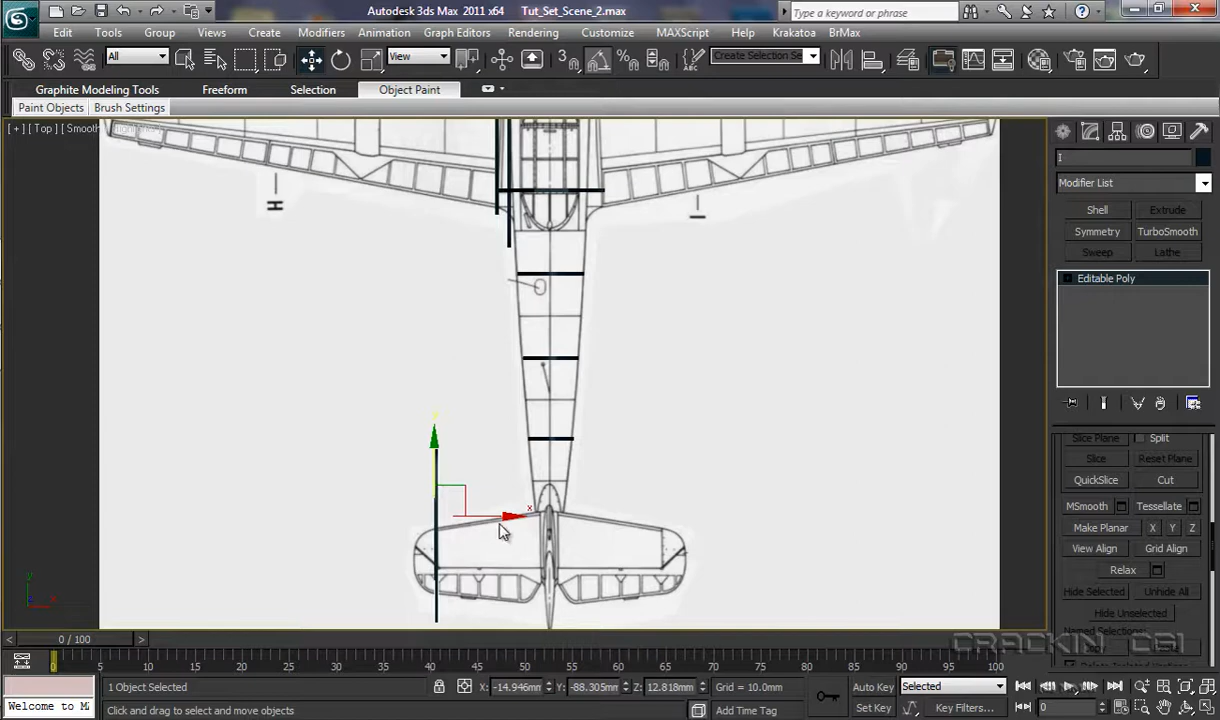 Autodesk 3ds Max 2011 x64 Tut_Set_Scene_2.max
Type a keyword or phrase
Edit Tools Group Views Create Modifiers Animation Graph Editors Rendering Customize MAXScript Help Krakatoa BrMax
All View Create Selection Se
Graphite Modeling Tools Freeform Selection Object Paint
Paint Objects Brush Settings
[ + ] [ Top ] [ Smooth
I
Modifier List
Shell Extrude
Symmetry TurboSmooth
Sweep Lathe
Editable Poly
H
I
Slice Plane Split
Slice Reset Plane
QuickSlice Cut
MSmooth Tessellate
Make Planar X Y Z
View Align Grid Align
Relax
Hide Selected Unhide All
Hide Unselected
Named Selections:
Copy
x
CRACKIN CGI
0 / 100
0 5 10 15 20 25 30 35 40 45 50 55 60 65 70 75 80 85 90 95 100
1 Object Selected X: -14.946mm Y: -88.305mm Z: 12.818mm Grid = 10.0mm Auto Key Selected
Welcome to M Click and drag to select and move objects Add Time Tag Set Key Key Filters... 0